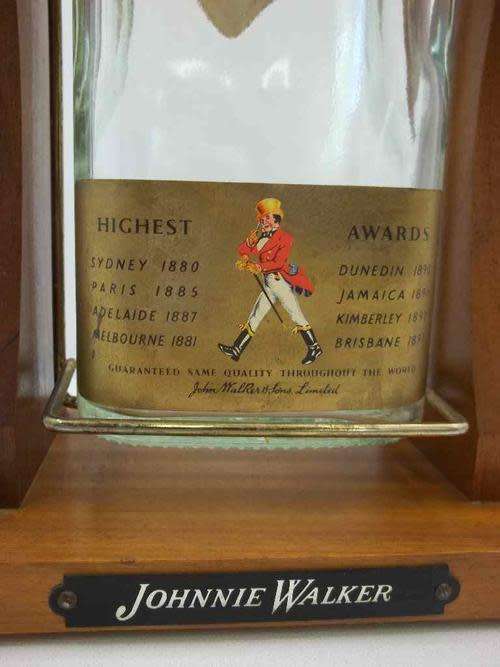 HIGHEST
SYDNEY 1880
PARIS 1885
ADELAIDE 1887
MELBOURNE 1881
AWARDS
DUNEDIN
JAMAICA
KIMBERLEY
BRISBANE
GUARANTEED SAME QUALITY THROUGHOUT THE WORLD
John Walker & Sons, Limited
JOHNNIE WALKER